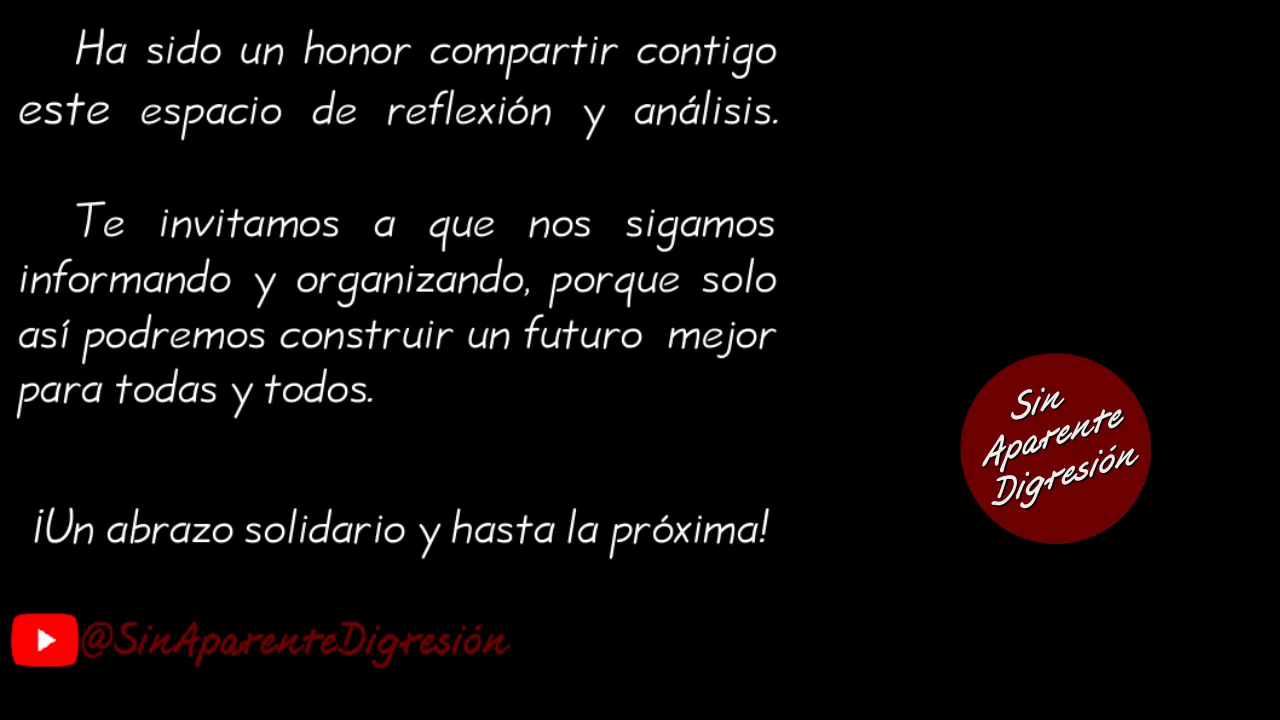 Ha sido un honor compartir contigo
este espacio de reflexión y análisis.
Te invitamos a que nos sigamos
informando y organizando, porque solo
así podremos construir un futuro mejor
para todas y todos.
¡Un abrazo solidario y hasta la próxima!
@SinAparenteDigresión
Sin
Aparente
Digresión